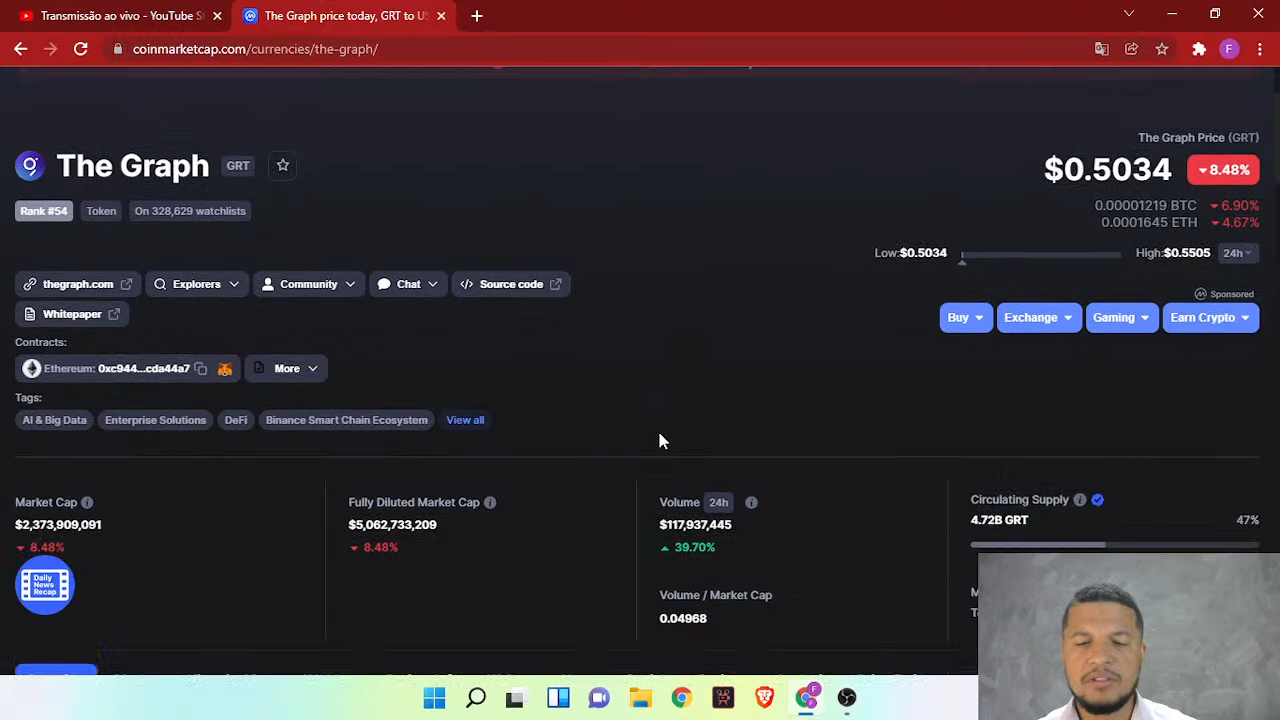 Transmissão ao vivo - YouTube S
The Graph price today, GRT to US
coinmarketcap.com/currencies/the-graph/
F
The Graph GRT
Rank #54 Token On 328,629 watchlists
The Graph Price (GRT)
$0.5034 8.48%
0.00001219 BTC 6.90%
0.0001645 ETH 4.67%
Low:$0.5034 High:$0.5505 24h
Sponsored
Buy Exchange Gaming Earn Crypto
thegraph.com Explorers Community Chat Source code
Whitepaper
Contracts:
Ethereum: 0xc944...cda44a7 More
Tags:
AI & Big Data Enterprise Solutions DeFi Binance Smart Chain Ecosystem View all
Market Cap
$2,373,909,091
8.48%
Fully Diluted Market Cap
$5,062,733,209
8.48%
Volume 24h
$117,937,445
39.70%
Volume / Market Cap
0.04968
Circulating Supply
4.72B GRT 47%
Daily
News
Recap
F